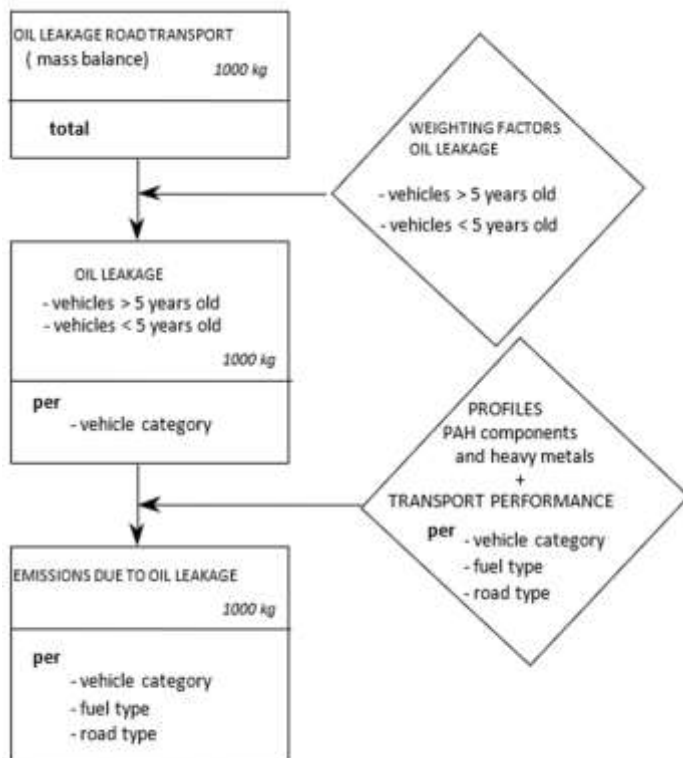 OIL LEAKAGE ROAD TRANSPORT
( mass balance)
1000 kg
total
WEIGHTING FACTORS
OIL LEAKAGE
- vehicles > 5 years old
- vehicles < 5 years old
OIL LEAKAGE
- vehicles > 5 years old
- vehicles < 5 years old
1000 kg
per
- vehicle category
PROFILES
PAH components
and heavy metals
+
TRANSPORT PERFORMANCE
per
- vehicle category
- fuel type
- road type
EMISSIONS DUE TO OIL LEAKAGE
1000 kg
per
- vehicle category
- fuel type
- road type